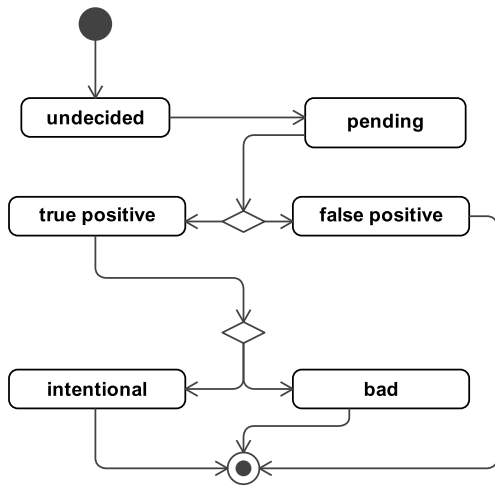 undecided
pending
true positive
false positive
intentional
bad